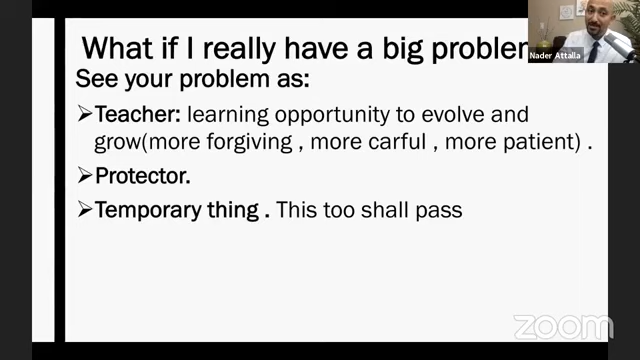 What if I really have a big problem
Nader Attalla
See your problem as:
➢Teacher: learning opportunity to evolve and
grow(more forgiving , more carful , more patient) .
➢Protector.
➢Temporary thing . This too shall pass
zoom